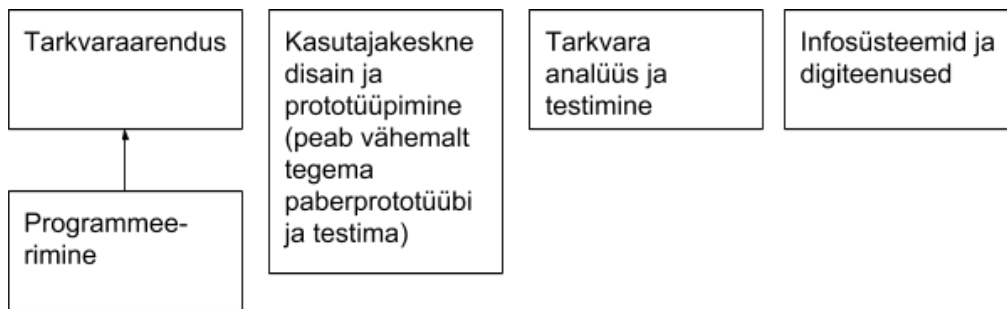 Tarkvaraarendus
Kasutajakeskne
disain ja
prototüüpimine
(peab vähemalt
tegema
paberprototüübi
ja testima)
Tarkvara
analüüs ja
testimine
Infosüsteemid ja
digiteenused
Programmee-
rimine